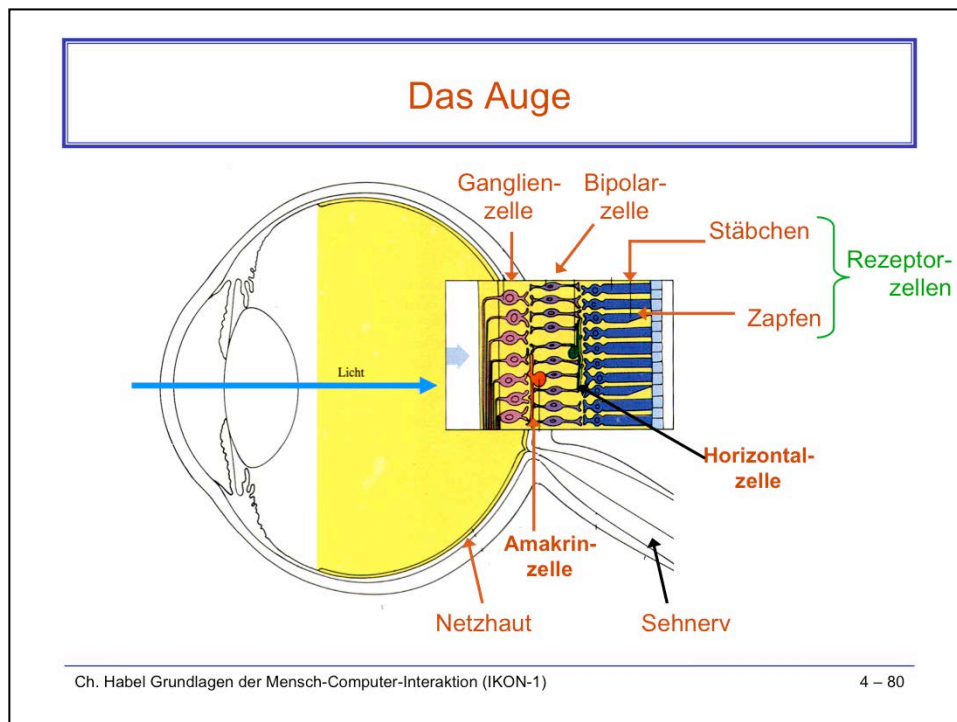 Das Auge
Ganglien-
zelle
Bipolar-
zelle
Stäbchen
Zapfen
Rezeptor-
zellen
Licht
Horizontal-
zelle
Amakrin-
zelle
Netzhaut
Sehnerv
Ch. Habel Grundlagen der Mensch-Computer-Interaktion (IKON-1)
4 – 80